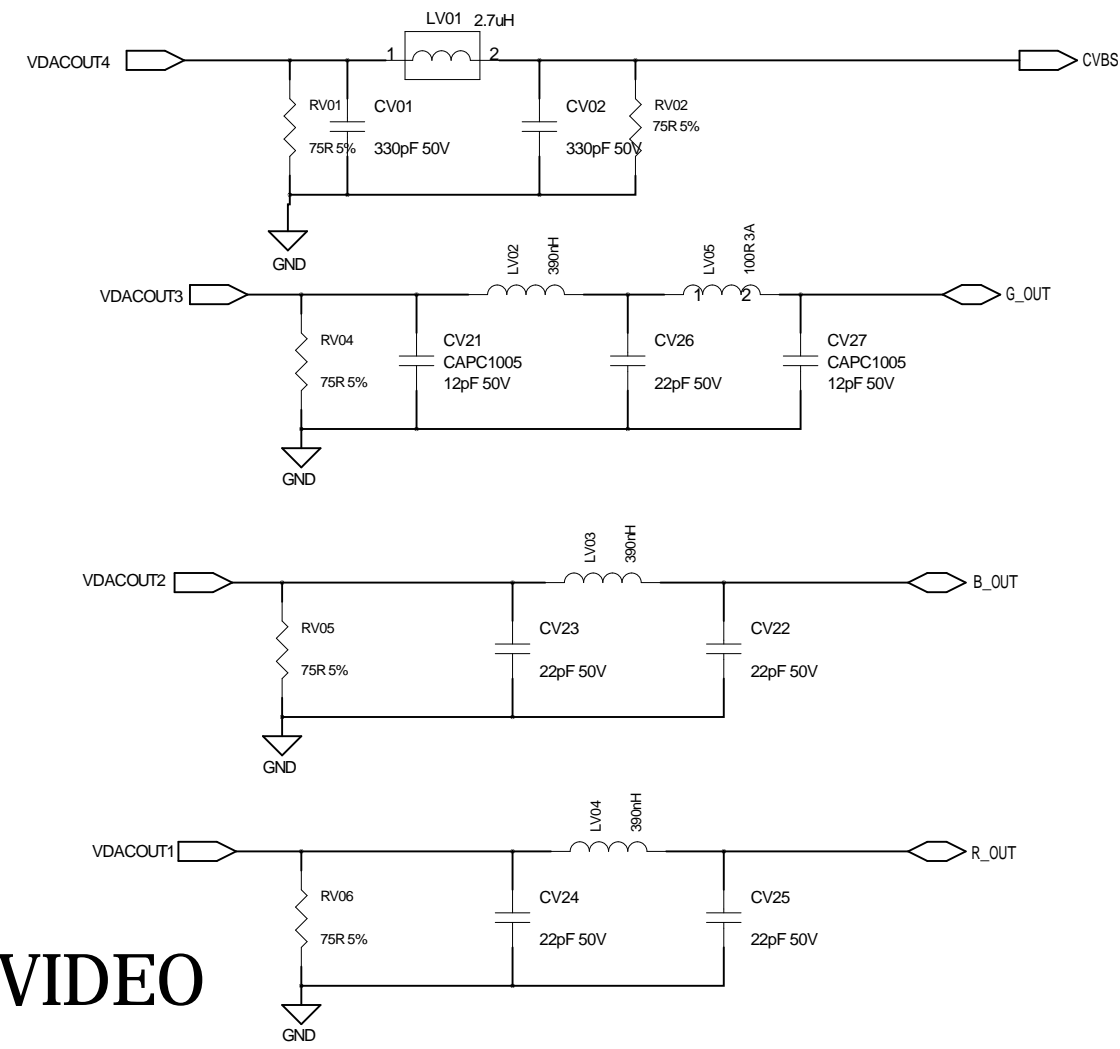 LV01 2.7uH
VDACOUT4
1
2
CVBS
RV01
75R 5%
CV01
330pF 50V
CV02
330pF 50V
RV02
75R 5%
GND
LV02
390nH
LV05
100R 3A
VDACOUT3
1
2
G_OUT
RV04
75R 5%
CV21
CAPC1005
12pF 50V
CV26
22pF 50V
CV27
CAPC1005
12pF 50V
GND
LV03
390nH
VDACOUT2
B_OUT
RV05
75R 5%
CV23
22pF 50V
CV22
22pF 50V
GND
LV04
390nH
VDACOUT1
R_OUT
RV06
75R 5%
CV24
22pF 50V
CV25
22pF 50V
VIDEO
GND